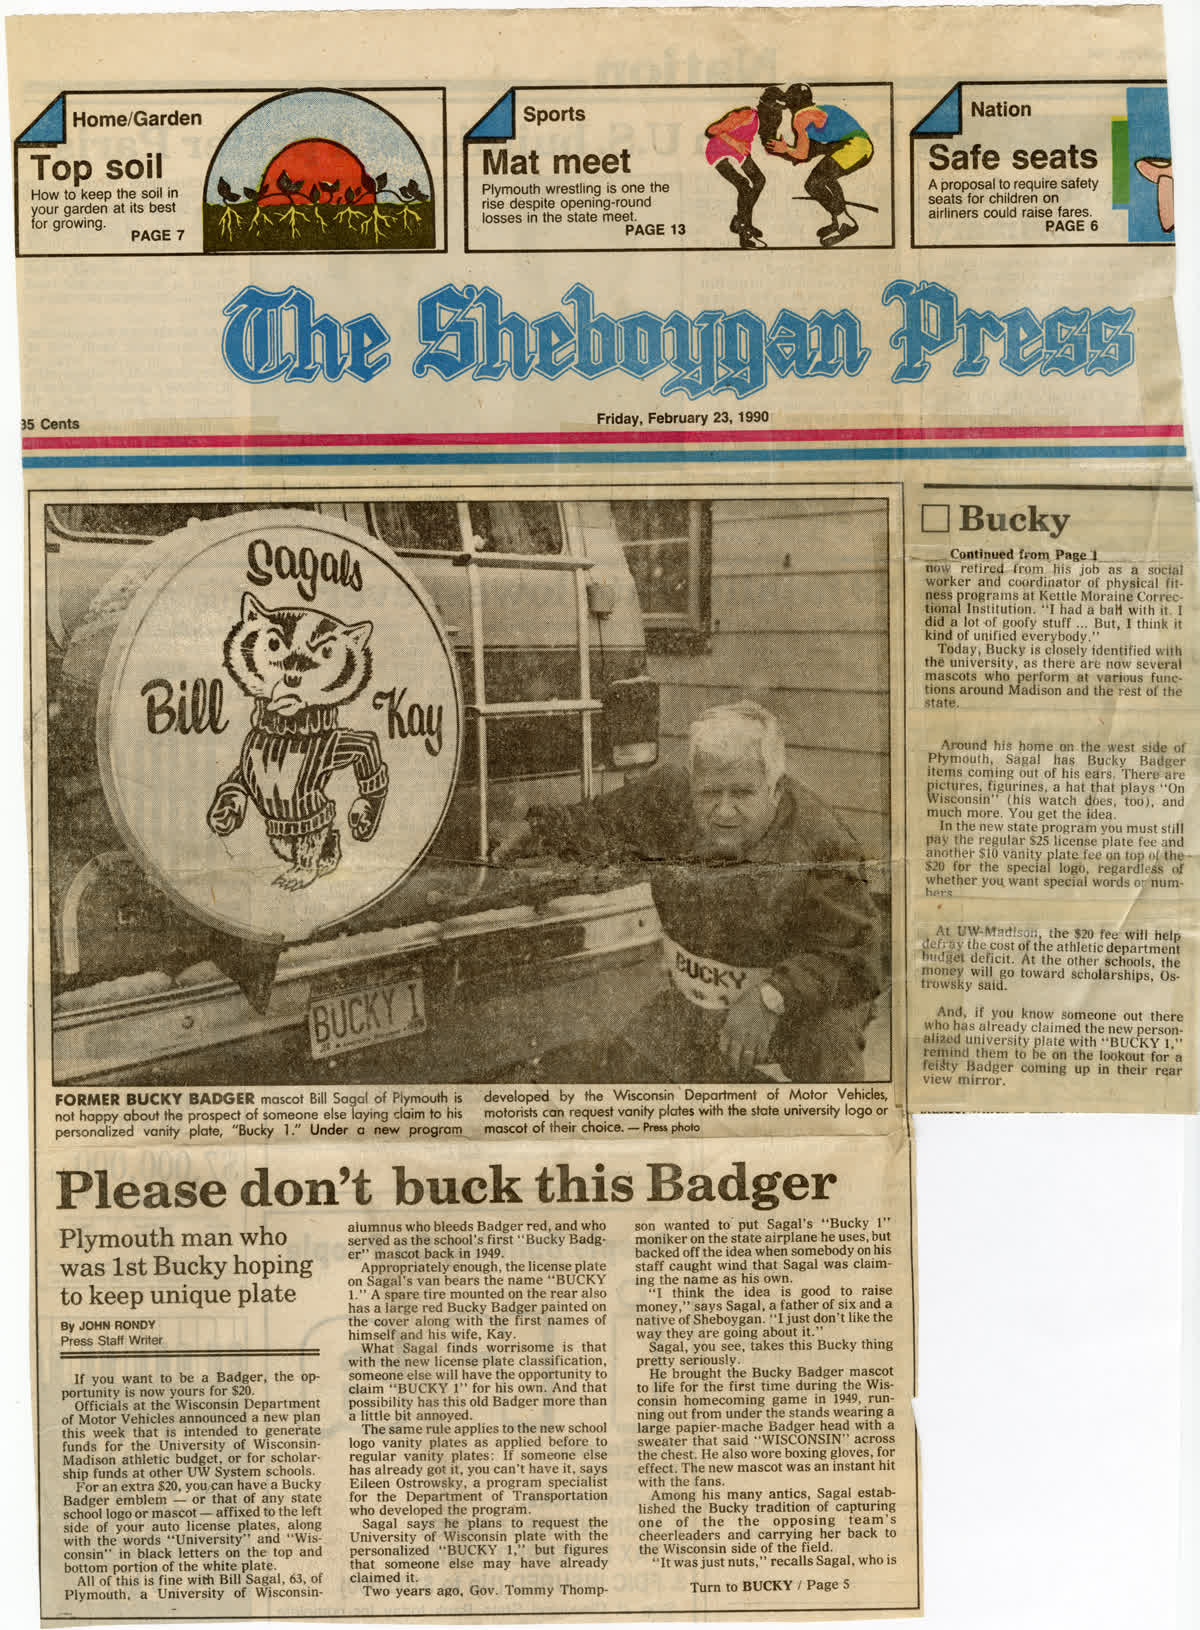 Home/Garden
Top soil
How to keep the soil in
your garden at its best
for growing.
PAGE 7
Sports
Mat meet
Plymouth wrestling is one the
rise despite opening-round
losses in the state meet.
PAGE 13
Nation
Safe seats
A proposal to require safety
seats for children on
airliners could raise fares.
PAGE 6
The Sheboygan Press
35 Cents
Friday, February 23, 1990
Sagals
Bill
Kay
BUCKY 1
BUCKY
FORMER BUCKY BADGER mascot Bill Sagal of Plymouth is
not happy about the prospect of someone else laying claim to his
personalized vanity plate, "Bucky 1." Under a new program
developed by the Wisconsin Department of Motor Vehicles,
motorists can request vanity plates with the state university logo or
mascot of their choice. — Press photo
Please don't buck this Badger
Plymouth man who
was 1st Bucky hoping
to keep unique plate
By JOHN RONDY
Press Staff Writer
If you want to be a Badger, the op-
portunity is now yours for $20.
Officials at the Wisconsin Department
of Motor Vehicles announced a new plan
this week that is intended to generate
funds for the University of Wisconsin-
Madison athletic budget, or for scholar-
ship funds at other UW System schools.
For an extra $20, you can have a Bucky
Badger emblem — or that of any state
school logo or mascot — affixed to the left
side of your auto license plates, along
with the words "University" and "Wis-
consin" in black letters on the top and
bottom portion of the white plate.
All of this is fine with Bill Sagal, 63, of
Plymouth, a University of Wisconsin-
alumnus who bleeds Badger red, and who
served as the school's first "Bucky Badg-
er" mascot back in 1949.
Appropriately enough, the license plate
on Sagal's van bears the name "BUCKY
1." A spare tire mounted on the rear also
has a large red Bucky Badger painted on
the cover along with the first names of
himself and his wife, Kay.
What Sagal finds worrisome is that
with the new license plate classification,
someone else will have the opportunity to
claim "BUCKY 1" for his own. And that
possibility has this old Badger more than
a little bit annoyed.
The same rule applies to the new school
logo vanity plates as applied before to
regular vanity plates: If someone else
has already got it, you can't have it, says
Eileen Ostrowsky, a program specialist
for the Department of Transportation
who developed the program.
Sagal says he plans to request the
University of Wisconsin plate with the
personalized "BUCKY 1," but figures
that someone else may have already
claimed it.
Two years ago, Gov. Tommy Thomp-
son wanted to put Sagal's "Bucky 1"
moniker on the state airplane he uses, but
backed off the idea when somebody on his
staff caught wind that Sagal was claim-
ing the name as his own.
"I think the idea is good to raise
money," says Sagal, a father of six and a
native of Sheboygan. "I just don't like the
way they are going about it."
Sagal, you see, takes this Bucky thing
pretty seriously.
He brought the Bucky Badger mascot
to life for the first time during the Wis-
consin homecoming game in 1949, run-
ning out from under the stands wearing a
large papier-mache Badger head with a
sweater that said "WISCONSIN" across
the chest. He also wore boxing gloves, for
effect. The new mascot was an instant hit
with the fans.
Among his many antics, Sagal estab-
lished the Bucky tradition of capturing
one of the the opposing team's
cheerleaders and carrying her back to
the Wisconsin side of the field.
"It was just nuts," recalls Sagal, who is
Turn to BUCKY / Page 5
Bucky
Continued from Page 1
now retired from his job as a social
worker and coordinator of physical fit-
ness programs at Kettle Moraine Correc-
tional Institution. "I had a ball with it. I
did a lot of goofy stuff ... But, I think it
kind of unified everybody."
Today, Bucky is closely identified with
the university, as there are now several
mascots who perform at various func-
tions around Madison and the rest of the
state.
Around his home on the west side of
Plymouth, Sagal has Bucky Badger
items coming out of his ears. There are
pictures, figurines, a hat that plays "On
Wisconsin" (his watch does, too), and
much more. You get the idea.
In the new state program you must still
pay the regular $25 license plate fee and
another $10 vanity plate fee on top of the
$20 for the special logo, regardless of
whether you want special words or num-
bers.
At UW-Madison, the $20 fee will help
defray the cost of the athletic department
budget deficit. At the other schools, the
money will go toward scholarships, Os-
trowsky said.
And, if you know someone out there
who has already claimed the new person-
alized university plate with "BUCKY 1,"
remind them to be on the lookout for a
feisty Badger coming up in their rear
view mirror.